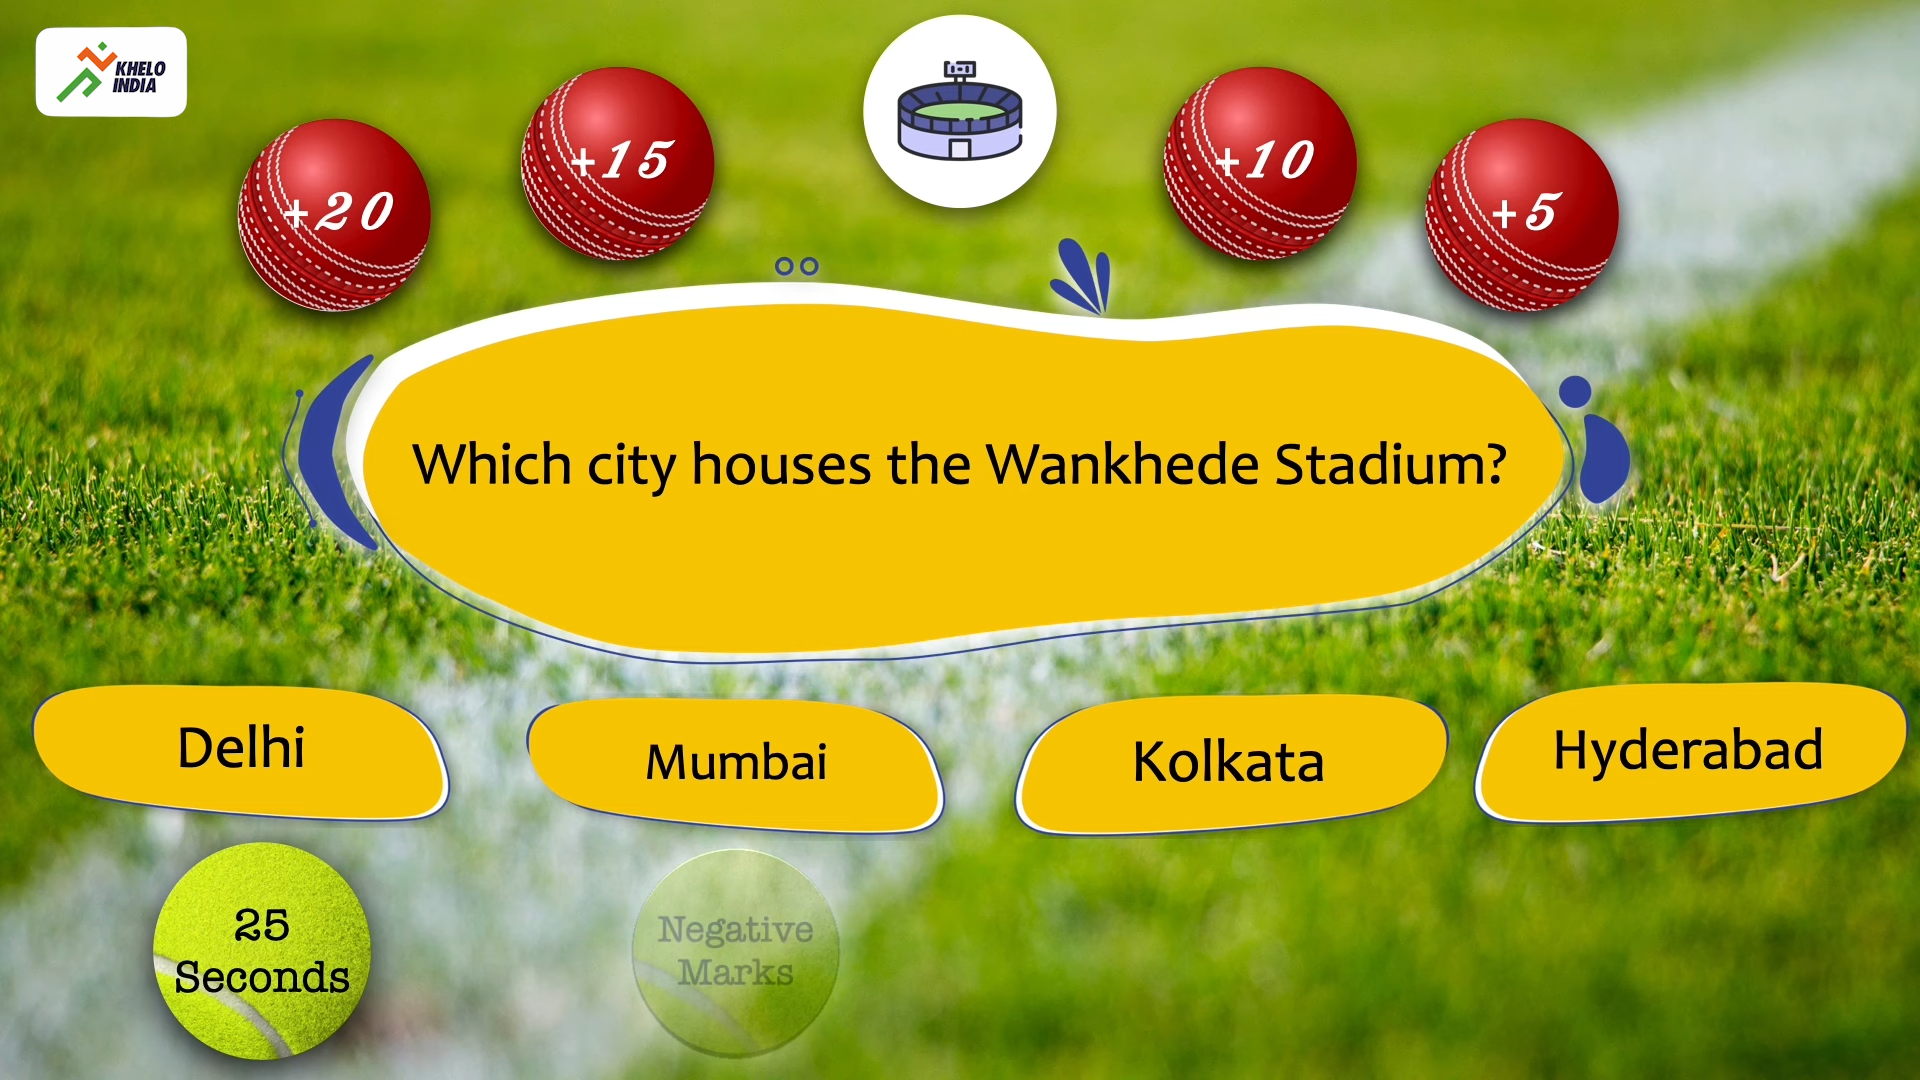 KHELO
INDIA
+20
+15
+10
+5
Which city houses the Wankhede Stadium?
Delhi
Mumbai
Kolkata
Hyderabad
25
Seconds
Negative
Marks